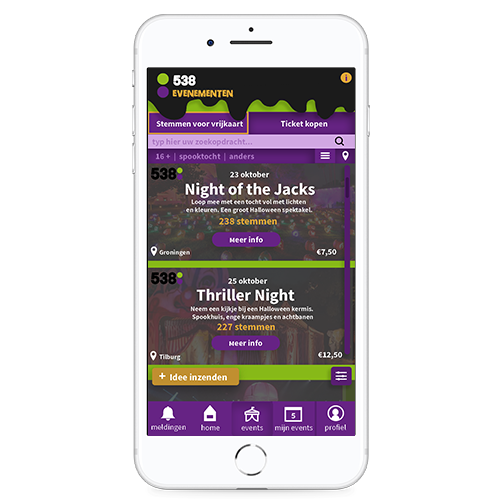 538
EVENEMENTEN
i
Stemmen voor vrijkaart
Ticket kopen
typ hier uw zoekopdracht...
16 + | spooktocht | anders
538
23 oktober
Night of the Jacks
Loop mee met een tocht vol met lichten
en kleuren. Een groot Halloween spektakel.
238 stemmen
Meer info
Groningen
€7,50
538
25 oktober
Thriller Night
Neem een kijkje bij een Halloween kermis.
Spookhuis, enge kraampjes en achtbanen
227 stemmen
Meer info
Tilburg
€12,50
+ Idee inzenden
5
meldingen
home
events
mijn events
profiel